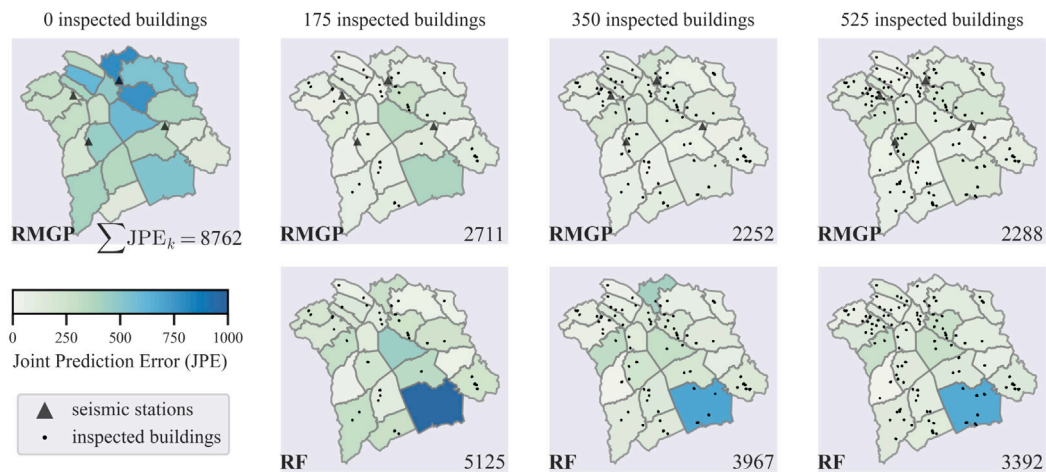 0 inspected buildings
175 inspected buildings
350 inspected buildings
525 inspected buildings
RMGP
∑JPEₖ = 8762
RMGP
2711
RMGP
2252
RMGP
2288
0 250 500 750 1000
Joint Prediction Error (JPE)
seismic stations
inspected buildings
RF
5125
RF
3967
RF
3392